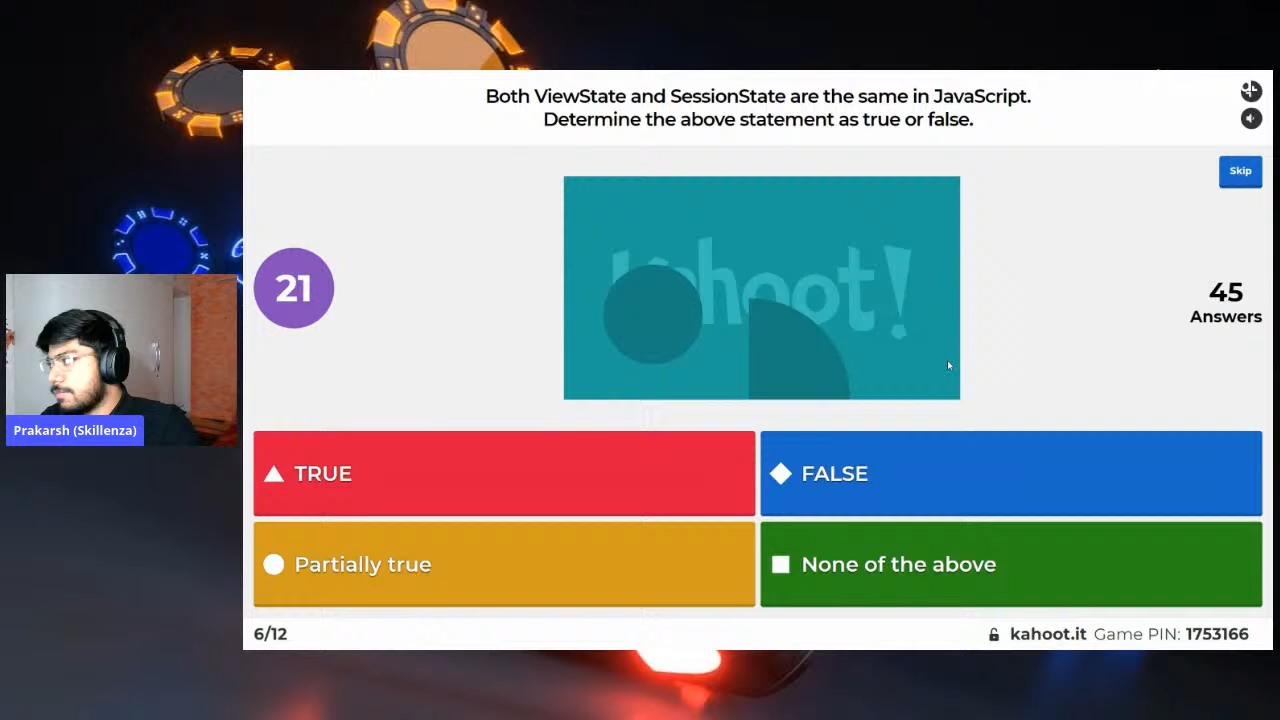 Both ViewState and SessionState are the same in JavaScript.
Determine the above statement as true or false.
Skip
21
Kahoot!
45
Answers
Prakarsh (Skillenza)
TRUE
FALSE
Partially true
None of the above
6/12
kahoot.it Game PIN: 1753166